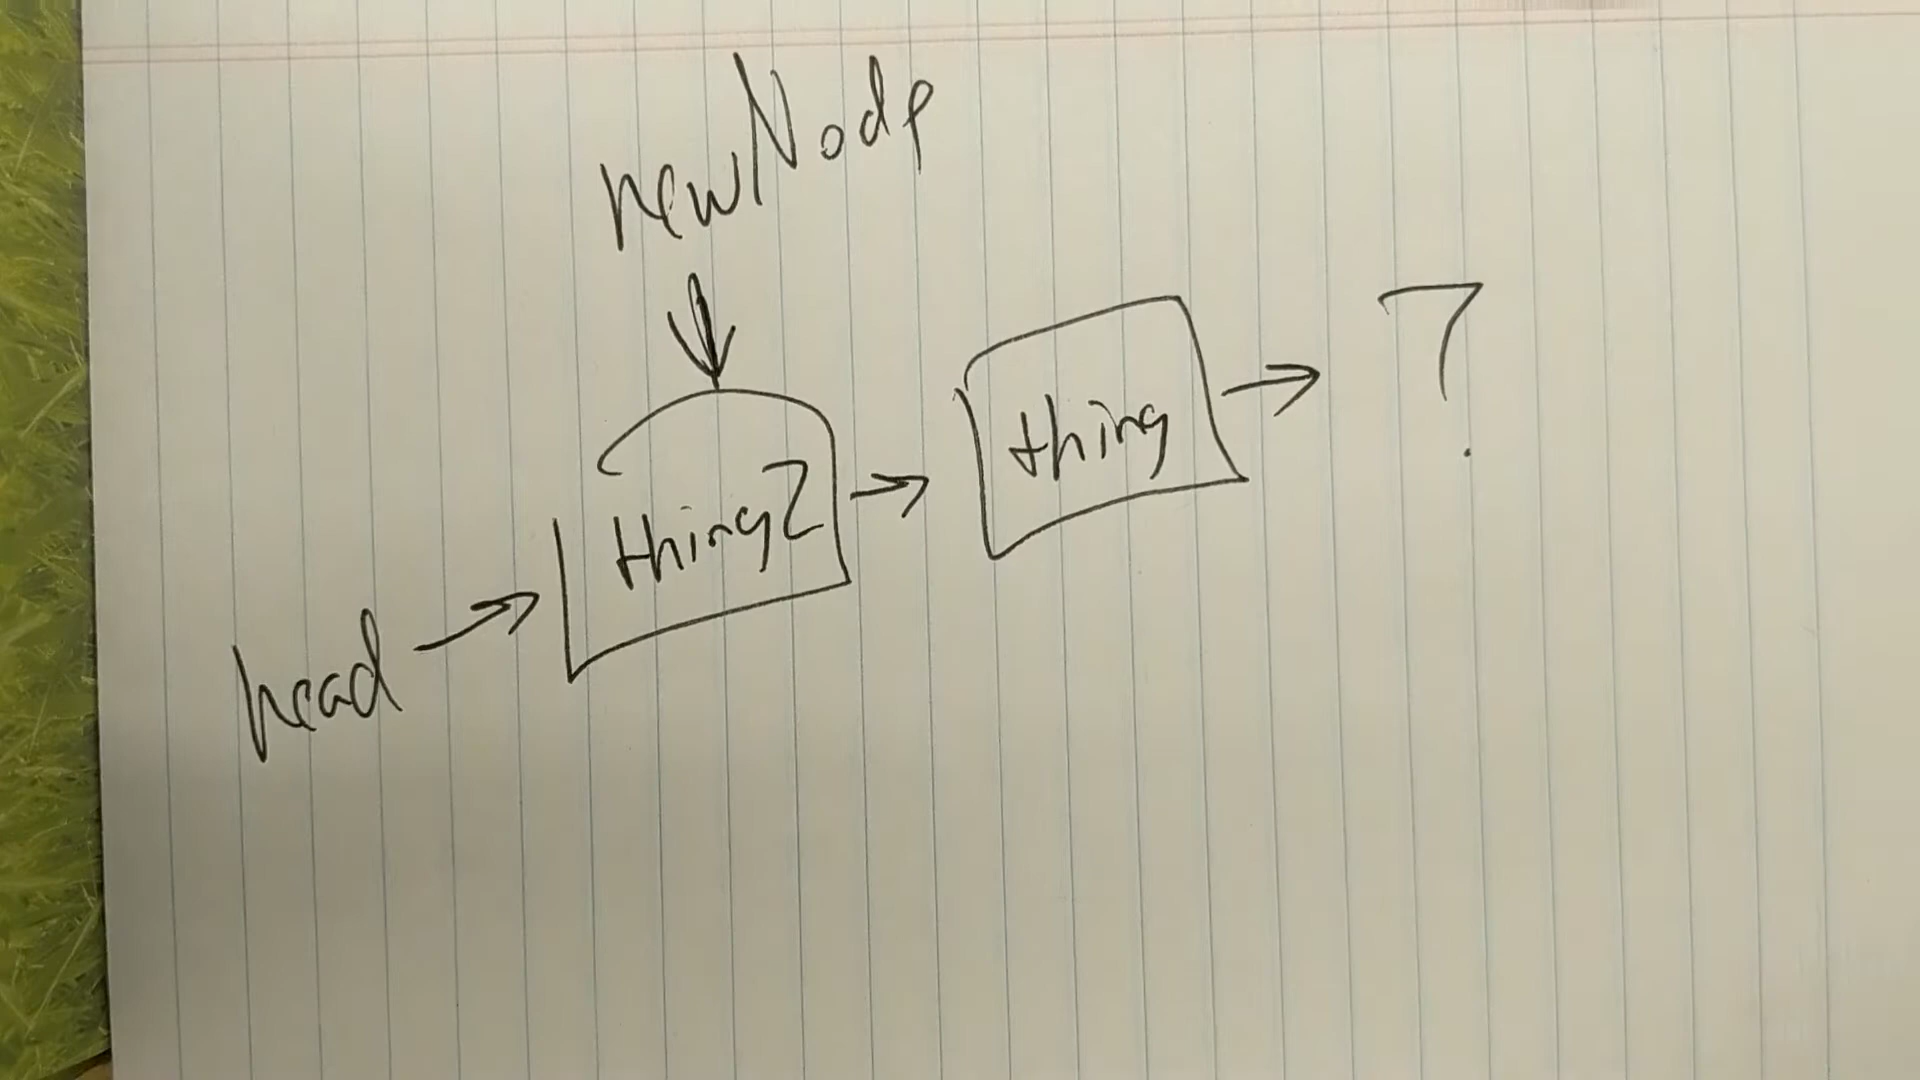 newNode
head → thing2 → thing → ?